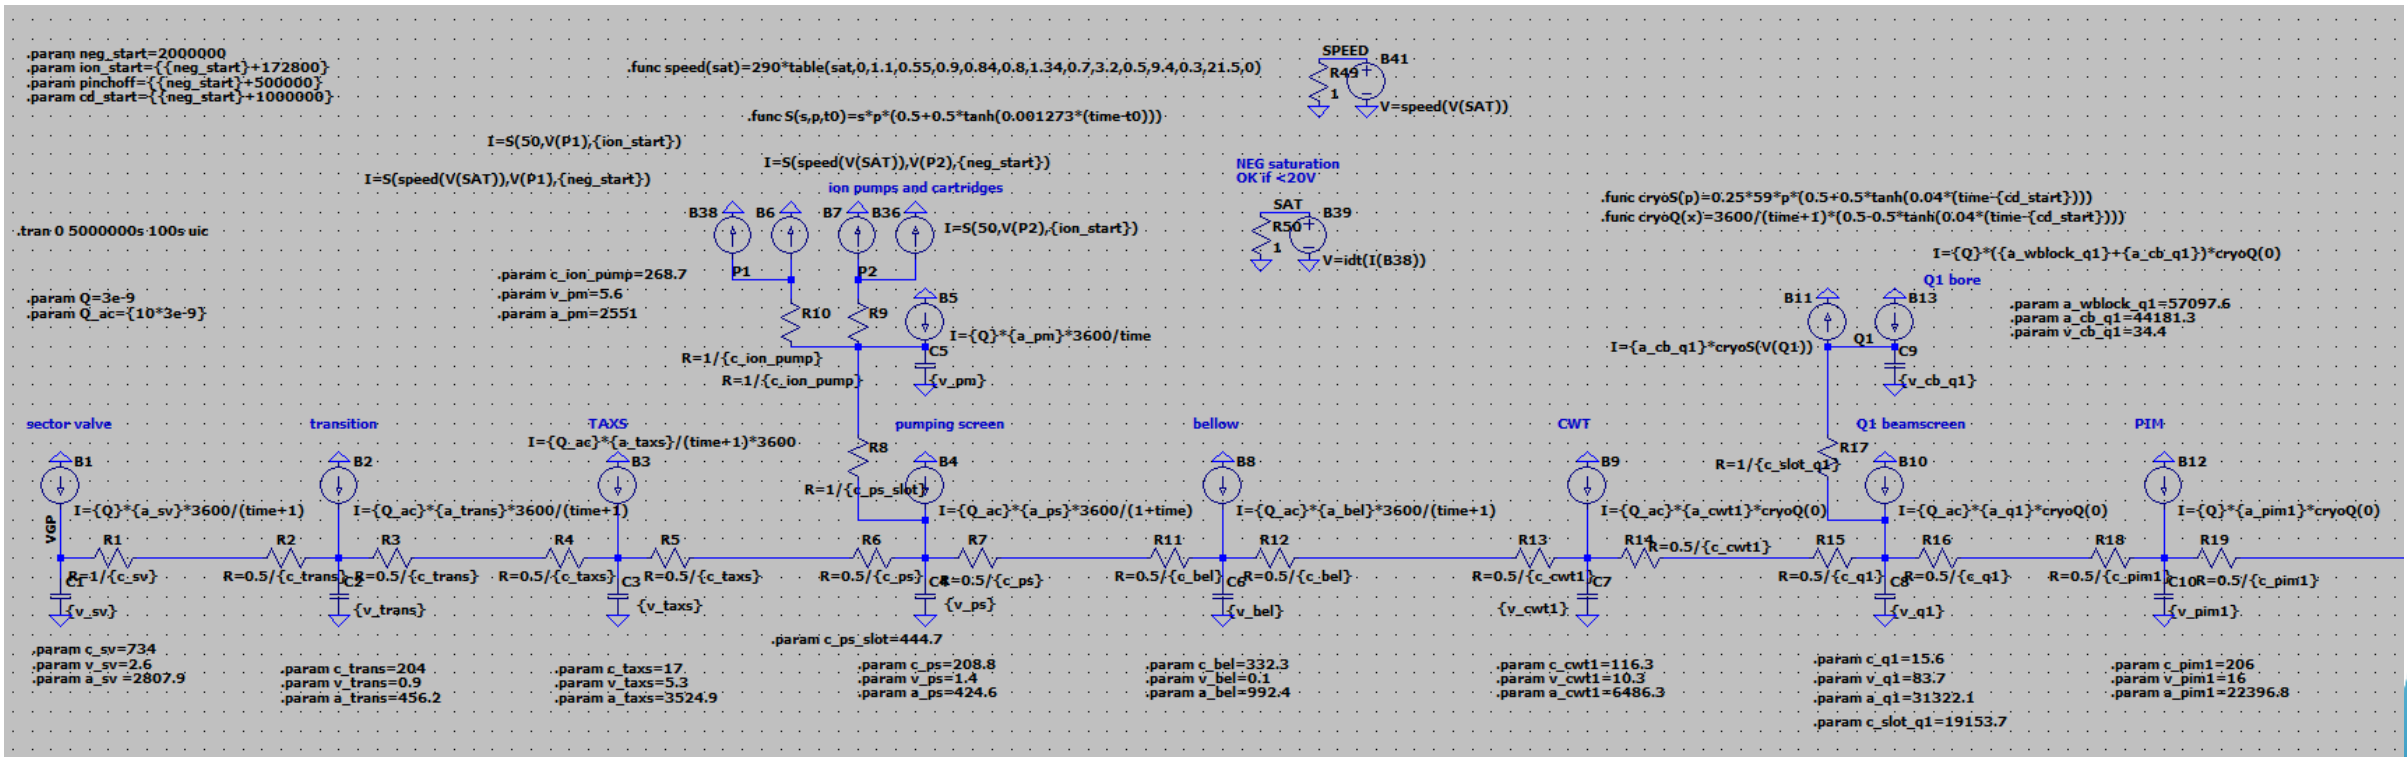 .param neg_start=2000000
.param ion_start={{neg_start}+172800}
.param pinchoff={{neg_start}+500000}
.param cd_start={{neg_start}+1000000}
.func speed(sat)=290*table(sat,0,1.1,0.55,0.9,0.84,0.8,1.34,0.7,3.2,0.5,9.4,0.3,21.5,0)
SPEED
B41
R49
1
V=speed(V(SAT))
.func S(s,p,t0)=s*p*(0.5+0.5*tanh(0.001273*(time-t0)))
I=S(50,V(P1),{ion_start})
I=S(speed(V(SAT)),V(P2),{neg_start})
I=S(speed(V(SAT)),V(P1),{neg_start})
ion pumps and cartridges
NEG saturation
OK if <20V
.func cryoS(p)=0.25*59*p*(0.5+0.5*tanh(0.04*(time-{cd_start})))
.func cryoQ(x)=3600/(time+1)*(0.5-0.5*tanh(0.04*(time-{cd_start})))
.tran 0 5000000s 100s uic
B38
B6
B7
B36
I=S(50,V(P2),{ion_start})
SAT
B39
R50
1
V=idt(I(B38))
I={Q}*({a_wblock_q1}+{a_cb_q1})*cryoQ(0)
Q1 bore
P1
P2
.param c_ion_pump=268.7
.param v_pm=5.6
.param a_pm=2551
.param Q=3e-9
.param Q_ac={10*3e-9}
R10
R9
B5
I={Q}*{a_pm}*3600/time
C5
{v_pm}
R=1/{c_ion_pump}
R=1/{c_ion_pump}
B11
B13
.param a_wblock_q1=57097.6
.param a_cb_q1=44181.3
.param v_cb_q1=34.4
I={a_cb_q1}*cryoS(V(Q1))
Q1
C9
{v_cb_q1}
sector valve
transition
TAXS
pumping screen
bellow
CWT
Q1 beamscreen
PIM
I={Q_ac}*{a_taxs}/(time+1)*3600
B1
B2
B3
R8
B4
B8
B9
R17
B10
B12
R=1/{c_ps_slot}
R=1/{c_slot_q1}
VGP
I={Q}*{a_sv}*3600/(time+1)
I={Q_ac}*{a_trans}*3600/(time+1)
I={Q_ac}*{a_ps}*3600/(1+time)
I={Q_ac}*{a_bel}*3600/(time+1)
I={Q_ac}*{a_cwt1}*cryoQ(0)
I={Q_ac}*{a_q1}*cryoQ(0)
I={Q}*{a_pim1}*cryoQ(0)
R1
R2
R3
R4
R5
R6
R7
R11
R12
R13
R14
R=0.5/{c_cwt1}
R15
R16
R18
R19
R=1/{c_sv}
R=0.5/{c_trans}
R=0.5/{c_trans}
R=0.5/{c_taxs}
R=0.5/{c_taxs}
R=0.5/{c_ps}
R=0.5/{c_ps}
R=0.5/{c_bel}
R=0.5/{c_bel}
R=0.5/{c_cwt1}
R=0.5/{c_q1}
R=0.5/{c_q1}
R=0.5/{c_pim1}
R=0.5/{c_pim1}
C1
C2
C3
C4
C6
C7
C8
C10
{v_sv}
{v_trans}
{v_taxs}
{v_ps}
{v_bel}
{v_cwt1}
{v_q1}
{v_pim1}
.param c_ps_slot=444.7
.param c_sv=734
.param v_sv=2.6
.param a_sv =2807.9
.param c_trans=204
.param v_trans=0.9
.param a_trans=456.2
.param c_taxs=17
.param v_taxs=5.3
.param a_taxs=3524.9
.param c_ps=208.8
.param v_ps=1.4
.param a_ps=424.6
.param c_bel=332.3
.param v_bel=0.1
.param a_bel=992.4
.param c_cwt1=116.3
.param v_cwt1=10.3
.param a_cwt1=6486.3
.param c_q1=15.6
.param v_q1=83.7
.param a_q1=31322.1
.param c_slot_q1=19153.7
.param c_pim1=206
.param v_pim1=16
.param a_pim1=22396.8